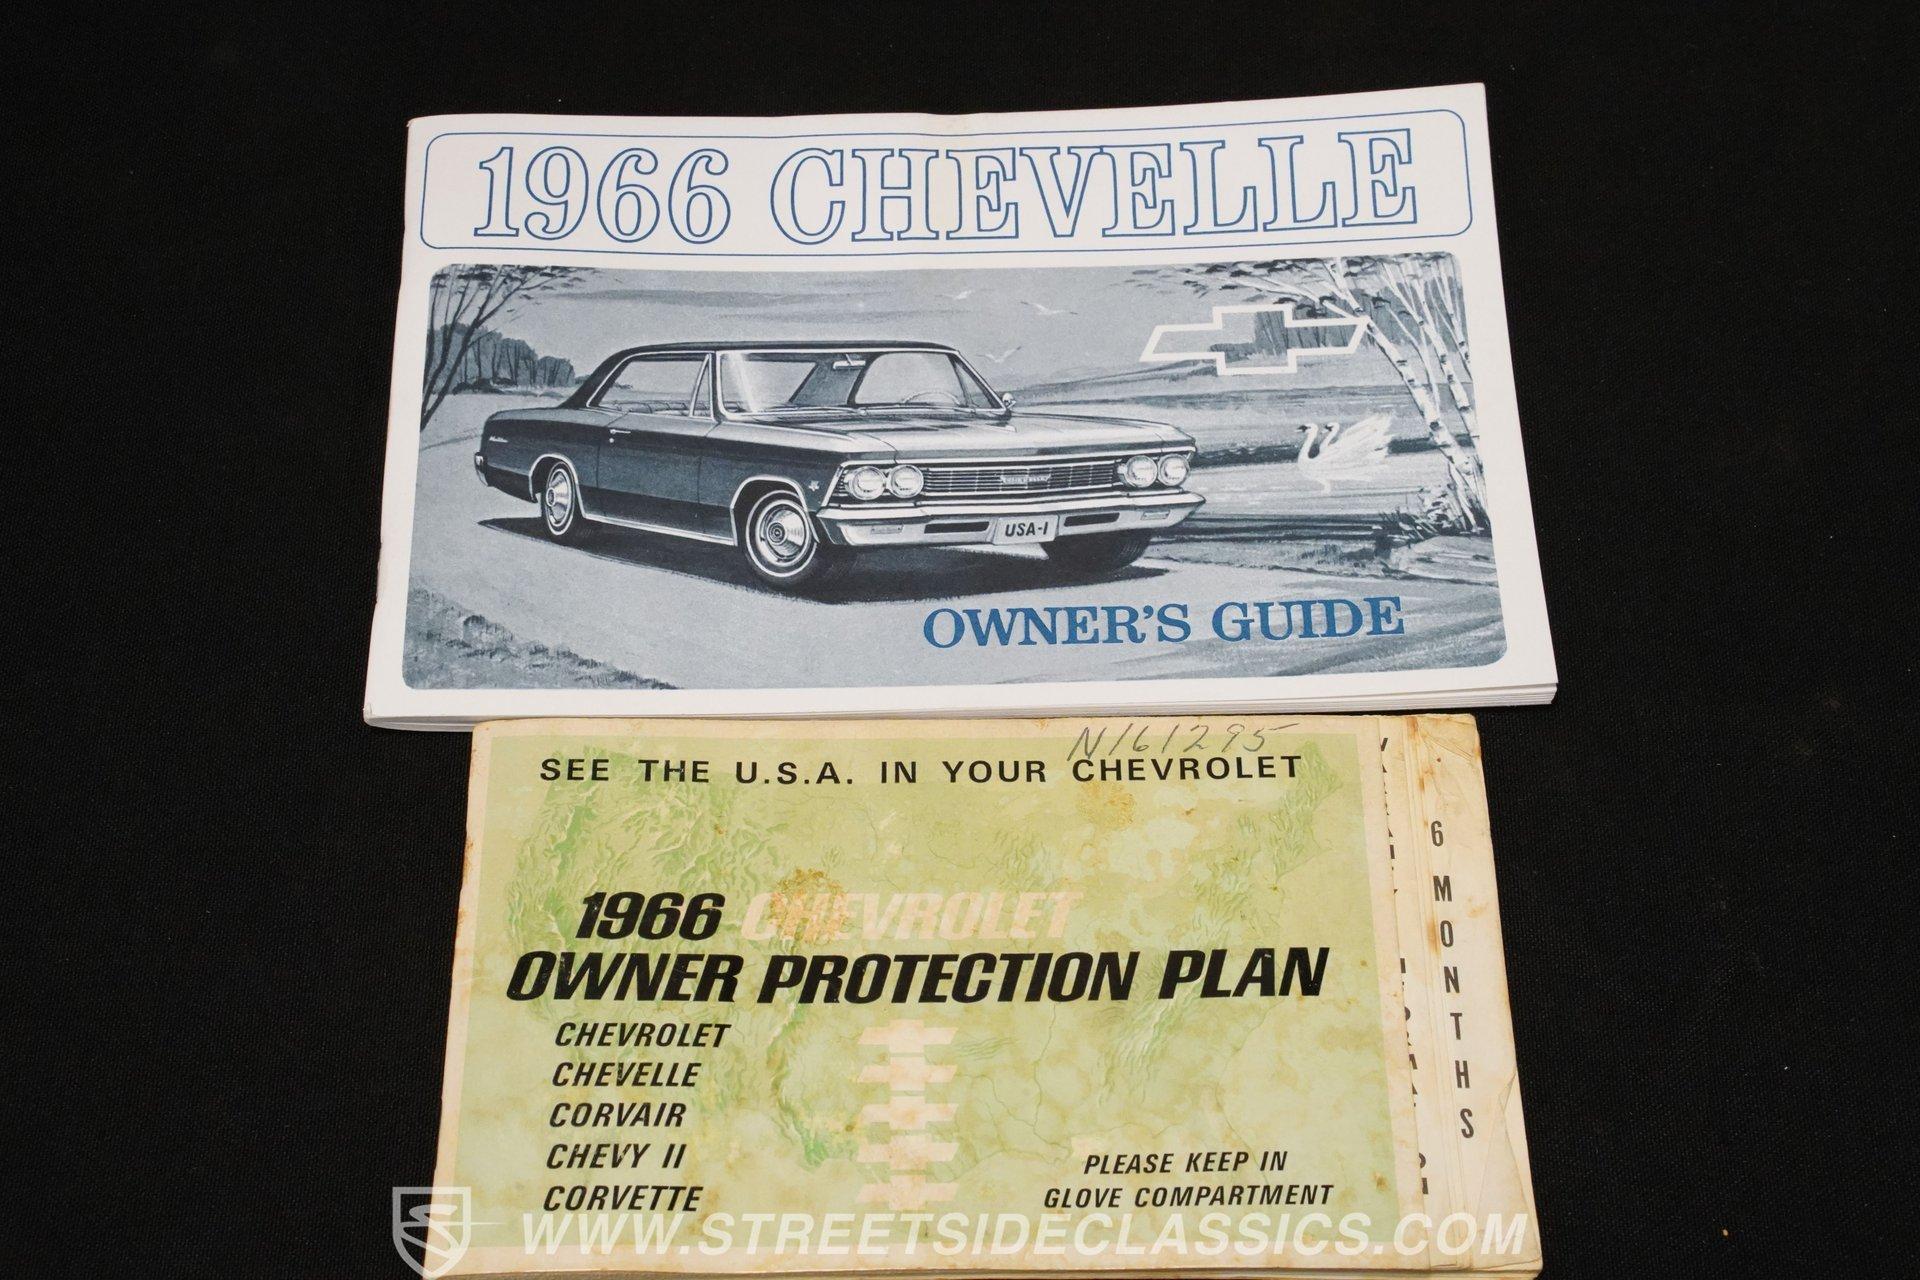 1966 CHEVELLE
CHEVROLET
USA-1
OWNER'S GUIDE
N161295
SEE THE U.S.A. IN YOUR CHEVROLET
1966 CHEVROLET
OWNER PROTECTION PLAN
CHEVROLET
CHEVELLE
CORVAIR
CHEVY II
CORVETTE
PLEASE KEEP IN
GLOVE COMPARTMENT
6 MONTHS
WWW.STREETSIDECLASSICS.COM